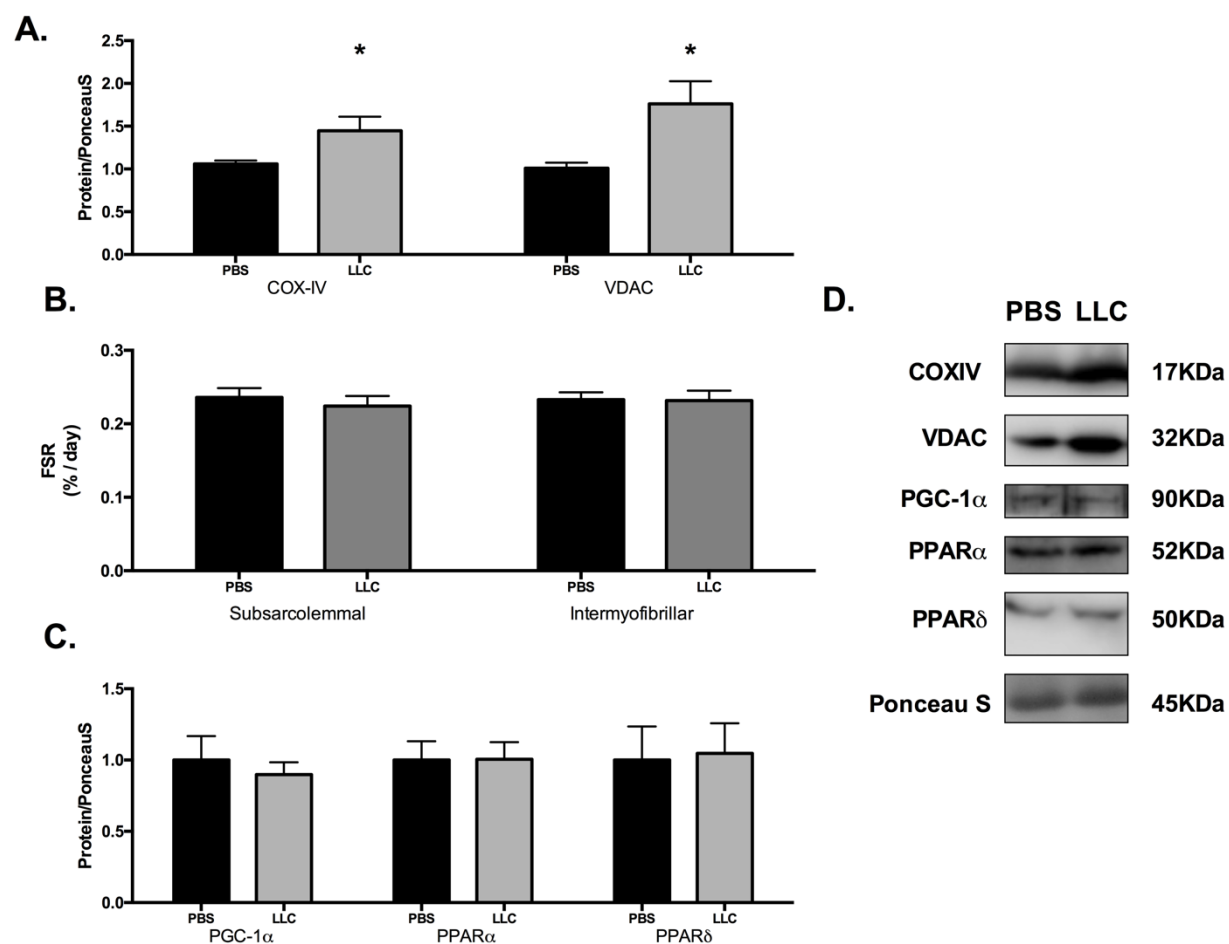 A.
Protein/PonceauS
2.5
2.0
1.5
1.0
0.5
0.0
* *
PBS LLC PBS LLC
COX-IV VDAC
B.
FSR
(% / day)
0.3
0.2
0.1
0.0
PBS LLC PBS LLC
Subsarcolemmal Intermyofibrillar
C.
Protein/PonceauS
1.5
1.0
0.5
0.0
PBS LLC PBS LLC PBS LLC
PGC-1α PPARα PPARδ
D.
PBS LLC
COXIV 17KDa
VDAC 32KDa
PGC-1α 90KDa
PPARα 52KDa
PPARδ 50KDa
Ponceau S 45KDa